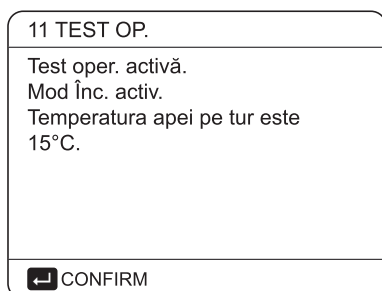 11 TEST OP.
Test oper. activă.
Mod Înc. activ.
Temperatura apei pe tur este
15°C.
CONFIRM